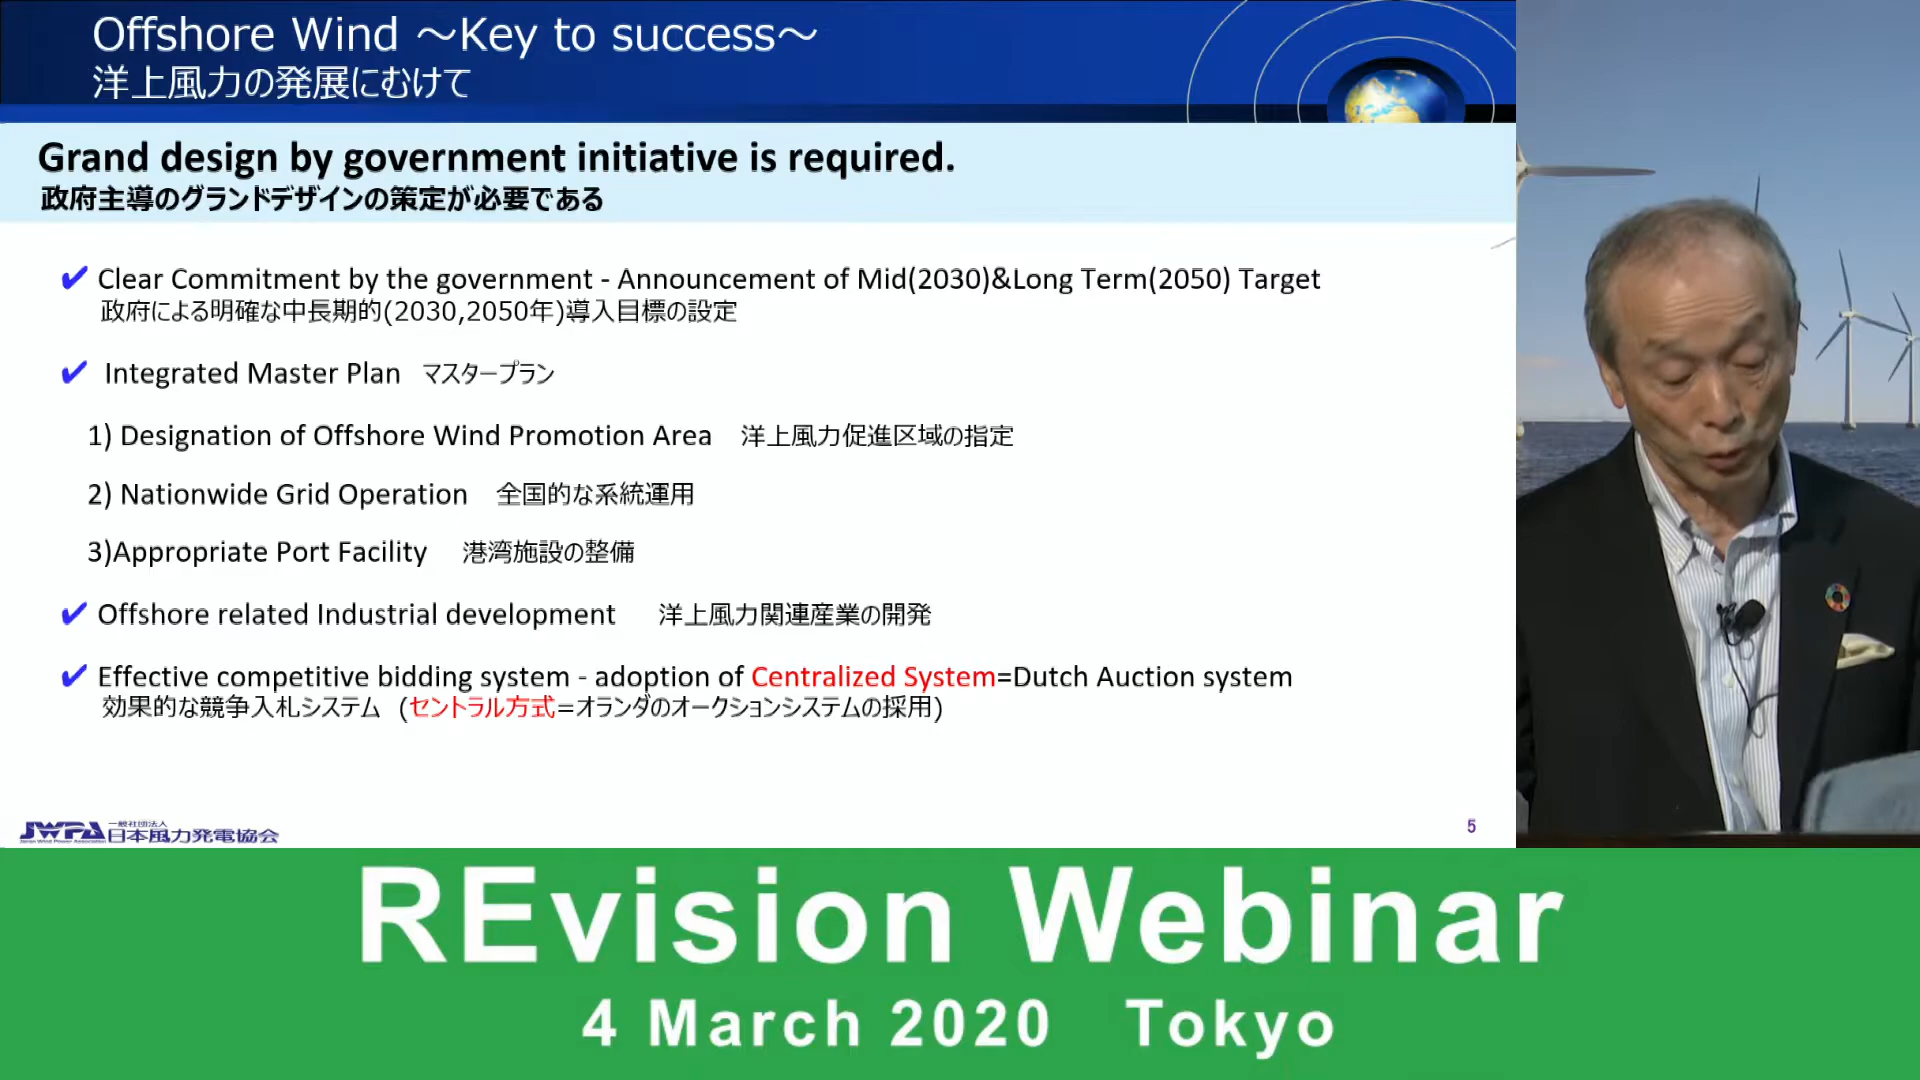 Offshore Wind ～Key to success～
洋上風力の発展にむけて
Grand design by government initiative is required.
政府主導のグランドデザインの策定が必要である
✔ Clear Commitment by the government - Announcement of Mid(2030)&Long Term(2050) Target
政府による明確な中長期的(2030,2050年)導入目標の設定
✔ Integrated Master Plan マスタープラン
1) Designation of Offshore Wind Promotion Area 洋上風力促進区域の指定
2) Nationwide Grid Operation 全国的な系統運用
3)Appropriate Port Facility 港湾施設の整備
✔ Offshore related Industrial development 洋上風力関連産業の開発
✔ Effective competitive bidding system - adoption of Centralized System=Dutch Auction system
効果的な競争入札システム (セントラル方式=オランダのオークションシステムの採用)
JWPA 一般社団法人
Japan Wind Power Association 日本風力発電協会
5
REvision Webinar
4 March 2020 Tokyo